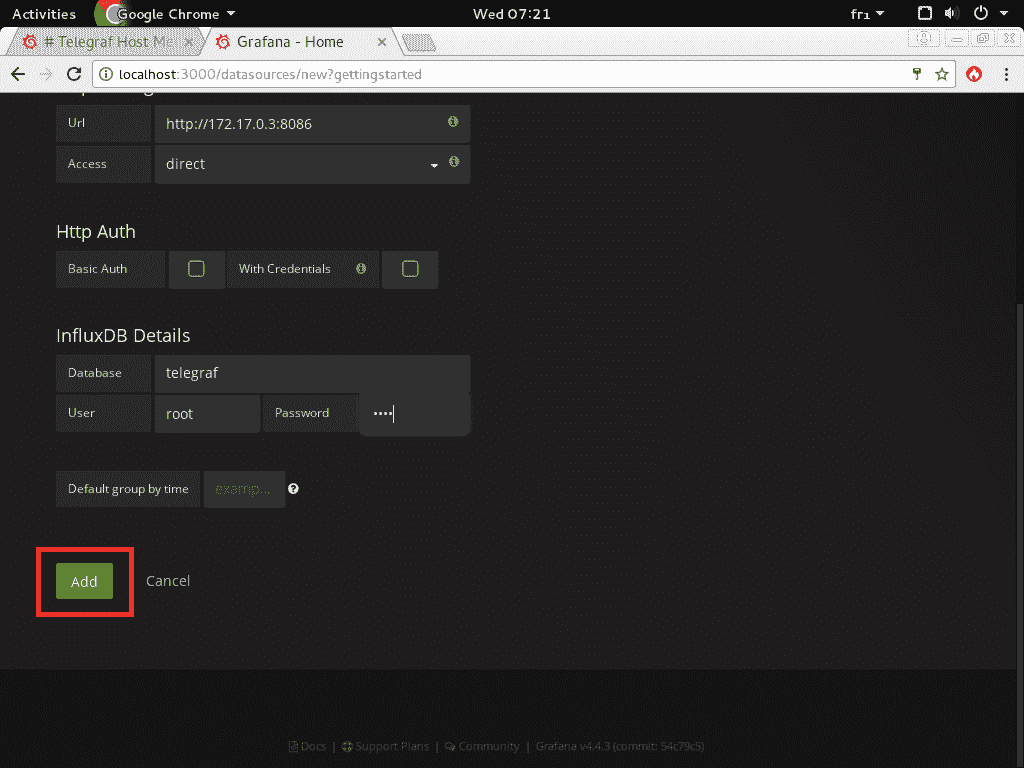 Activities Google Chrome Wed 07:21 fr1
# Telegraf Host Me Grafana - Home
localhost:3000/datasources/new?gettingstarted
Url http://172.17.0.3:8086
Access direct
Http Auth
Basic Auth With Credentials
InfluxDB Details
Database telegraf
User root Password ••••
Default group by time examp...
Add Cancel
Docs | Support Plans | Community | Grafana v4.4.3 (commit: 54c79c5)